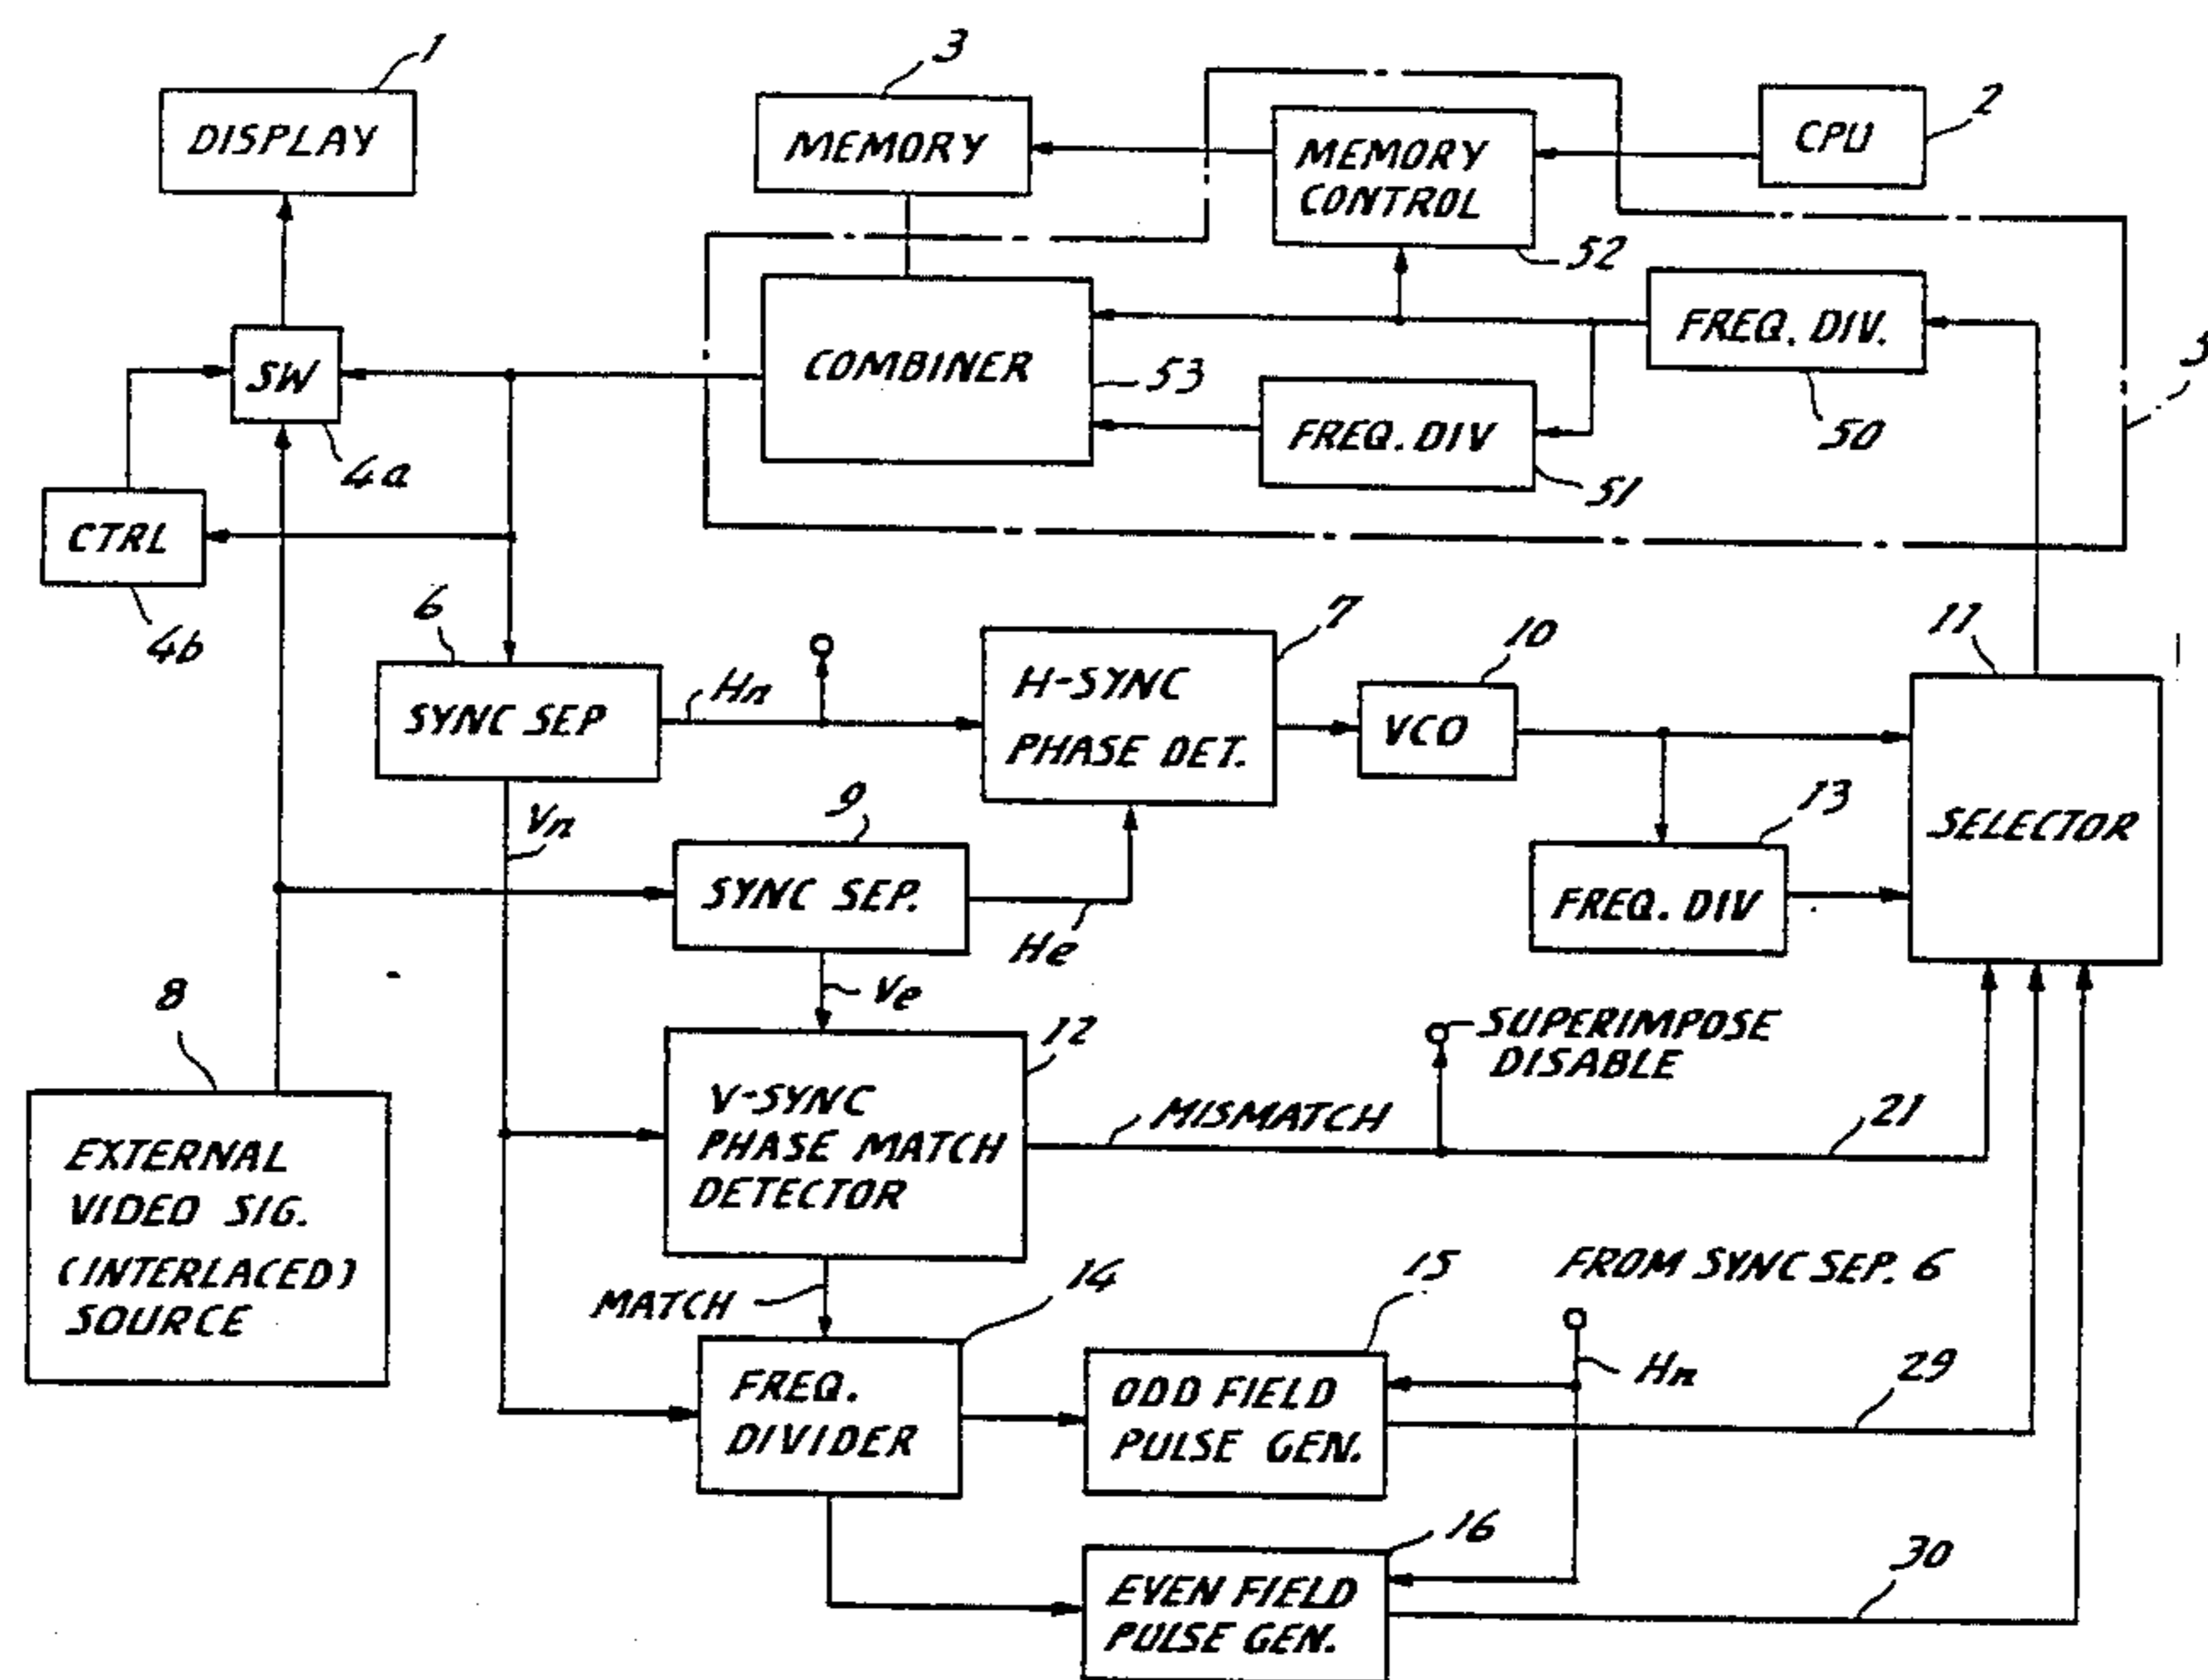 1
DISPLAY
3
MEMORY
MEMORY
CONTROL
52
CPU
2
SW
4a
CTRL
4b
COMBINER
53
FREQ. DIV.
50
FREQ. DIV
51
6
SYNC SEP
Hn
Vn
H-SYNC
PHASE DET.
7
VCO
10
11
SELECTOR
13
FREQ. DIV
9
SYNC SEP.
He
Ve
8
EXTERNAL
VIDEO SIG.
(INTERLACED)
SOURCE
V-SYNC
PHASE MATCH
DETECTOR
12
MISMATCH
SUPERIMPOSE
DISABLE
21
MATCH
14
FREQ.
DIVIDER
15
ODD FIELD
PULSE GEN.
FROM SYNC SEP. 6
Hn
29
16
EVEN FIELD
PULSE GEN.
30